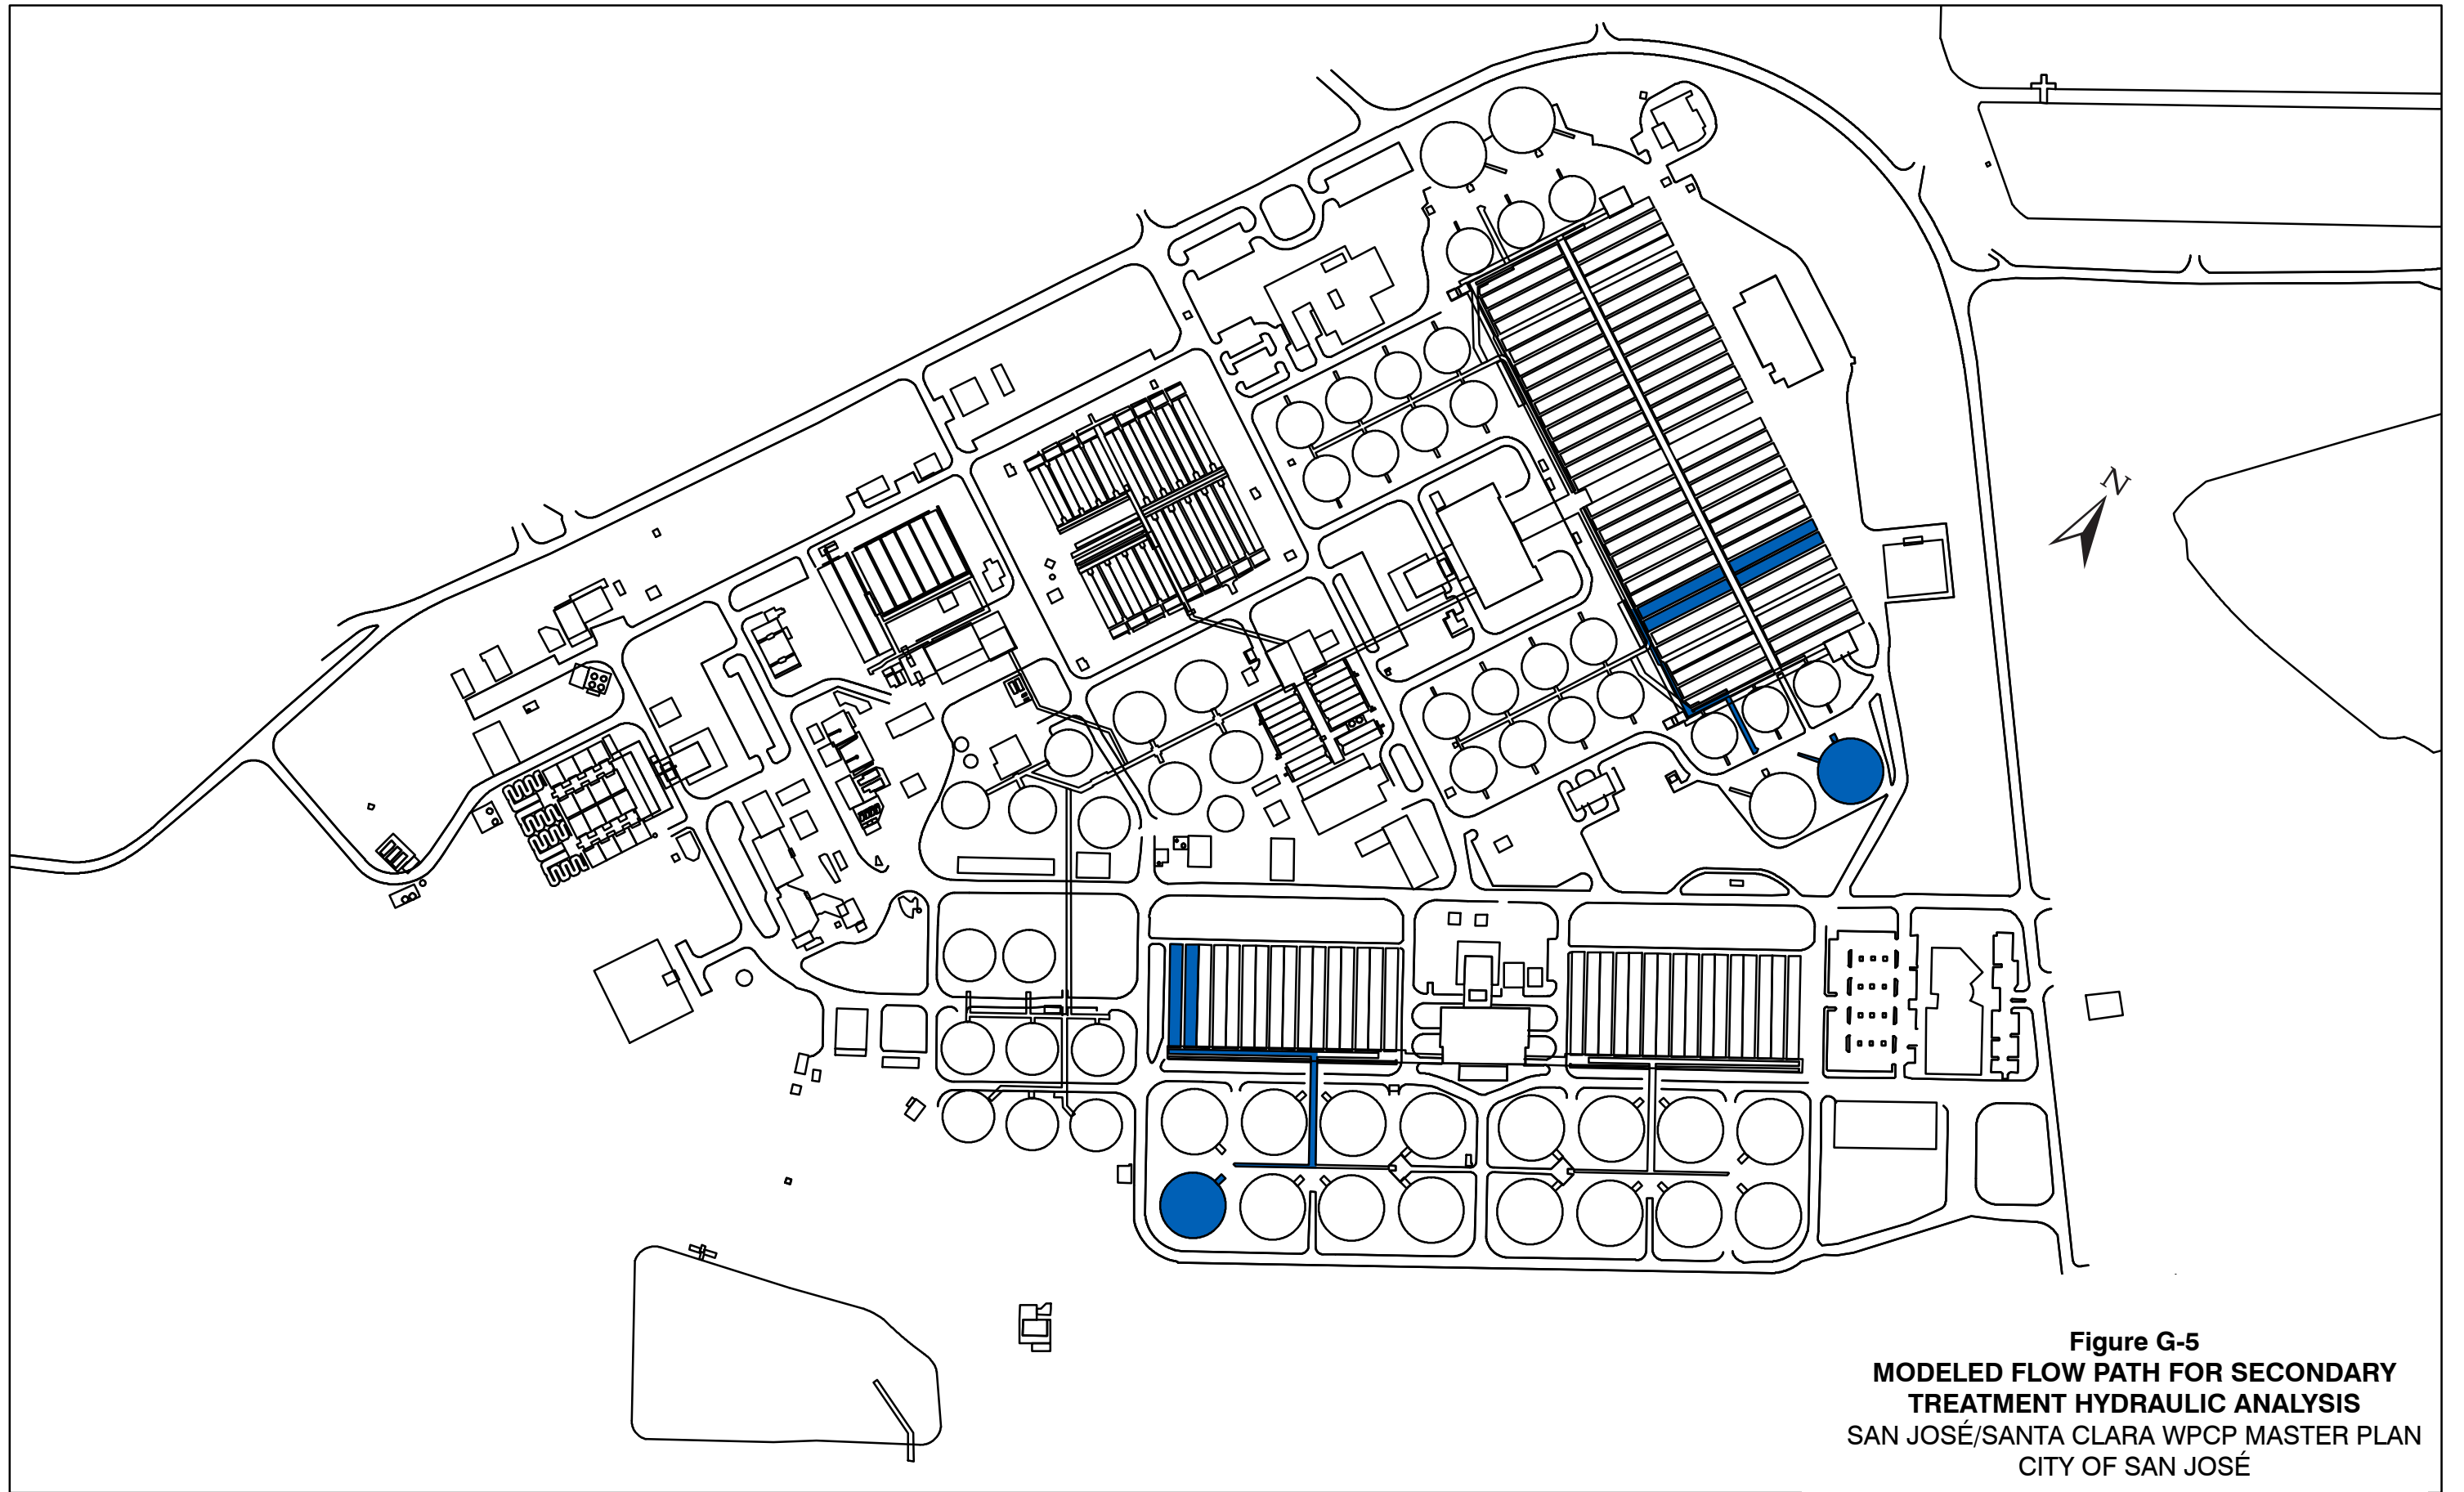 N
Figure G-5
MODELED FLOW PATH FOR SECONDARY
TREATMENT HYDRAULIC ANALYSIS
SAN JOSÉ/SANTA CLARA WPCP MASTER PLAN
CITY OF SAN JOSÉ